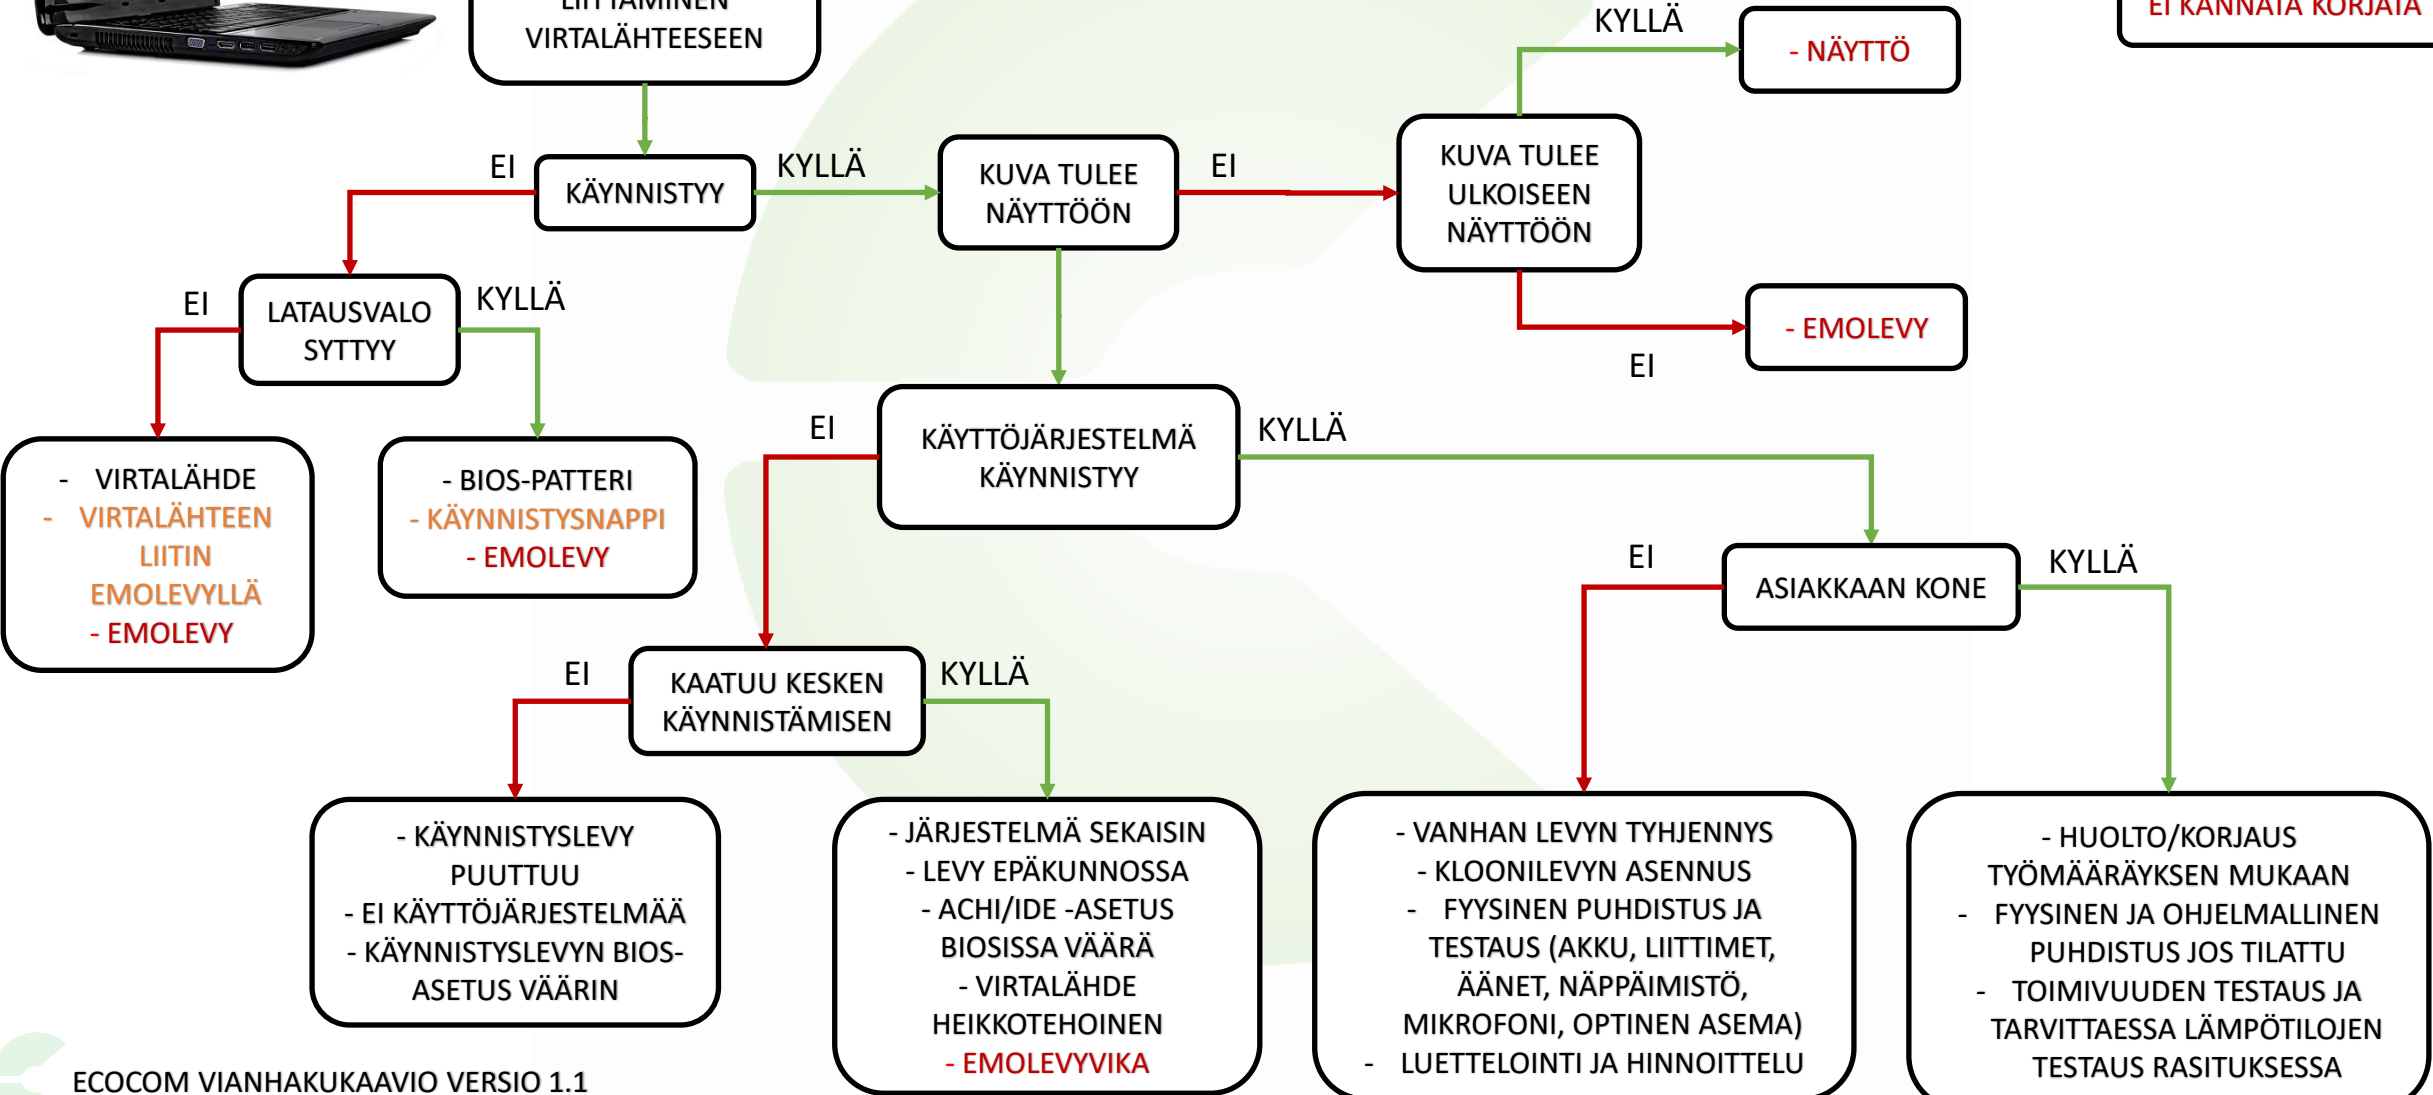 LIITTÄMINEN
VIRTALÄHTEESEEN
KYLLÄ
- NÄYTTÖ
EI KANNATA KORJATA
EI
KÄYNNISTYY
KYLLÄ
KUVA TULEE
NÄYTTÖÖN
EI
KUVA TULEE
ULKOISEEN
NÄYTTÖÖN
EI
LATAUSVALO
SYTTYY
KYLLÄ
- EMOLEVY
EI
- VIRTALÄHDE
- VIRTALÄHTEEN
LIITIN
EMOLEVYLLÄ
- EMOLEVY
- BIOS-PATTERI
- KÄYNNISTYSNAPPI
- EMOLEVY
EI
KÄYTTÖJÄRJESTELMÄ
KÄYNNISTYY
KYLLÄ
EI
ASIAKKAAN KONE
KYLLÄ
EI
KAATUU KESKEN
KÄYNNISTÄMISEN
KYLLÄ
- KÄYNNISTYSLEVY
PUUTTUU
- EI KÄYTTÖJÄRJESTELMÄÄ
- KÄYNNISTYSLEVYN BIOS-
ASETUS VÄÄRIN
- JÄRJESTELMÄ SEKAISIN
- LEVY EPÄKUNNOSSA
- ACHI/IDE -ASETUS
BIOSISSA VÄÄRÄ
- VIRTALÄHDE
HEIKKOTEHOINEN
- EMOLEVYVIKA
- VANHAN LEVYN TYHJENNYS
- KLOONILEVYN ASENNUS
- FYYSINEN PUHDISTUS JA
TESTAUS (AKKU, LIITTIMET,
ÄÄNET, NÄPPÄIMISTÖ,
MIKROFONI, OPTINEN ASEMA)
- LUETTELOINTI JA HINNOITTELU
- HUOLTO/KORJAUS
TYÖMÄÄRÄYKSEN MUKAAN
- FYYSINEN JA OHJELMALLINEN
PUHDISTUS JOS TILATTU
- TOIMIVUUDEN TESTAUS JA
TARVITTAESSA LÄMPÖTILOJEN
TESTAUS RASITUKSESSA
ECOCOM VIANHAKUKAAVIO VERSIO 1.1